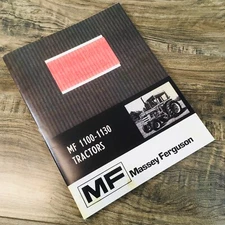 MF 1100-1130
TRACTORS
MF
Massey Ferguson